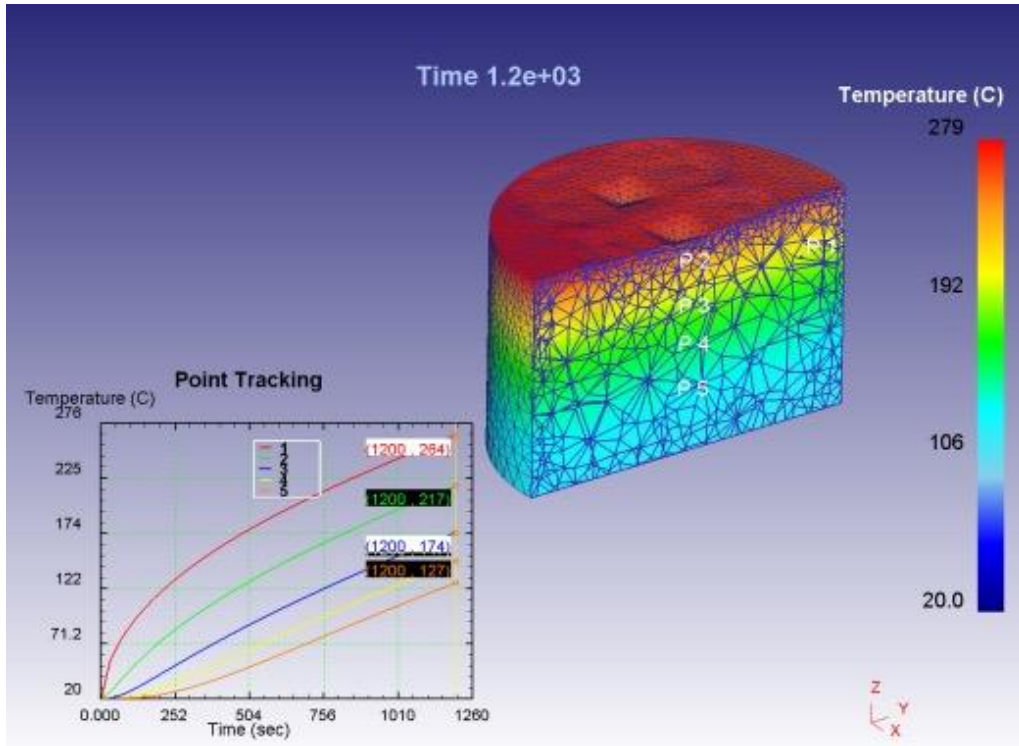 Time 1.2e+03
Temperature (C)
279
192
106
20.0
P 1
P 2
P 3
P 4
P 5
Point Tracking
Temperature (C)
276
225
174
122
71.2
20
1
2
3
4
5
(1200 , 264)
(1200 , 217)
(1200 , 174)
(1200 , 127)
0.000 252 504 756 1010 1260
Time (sec)
Z
Y
X